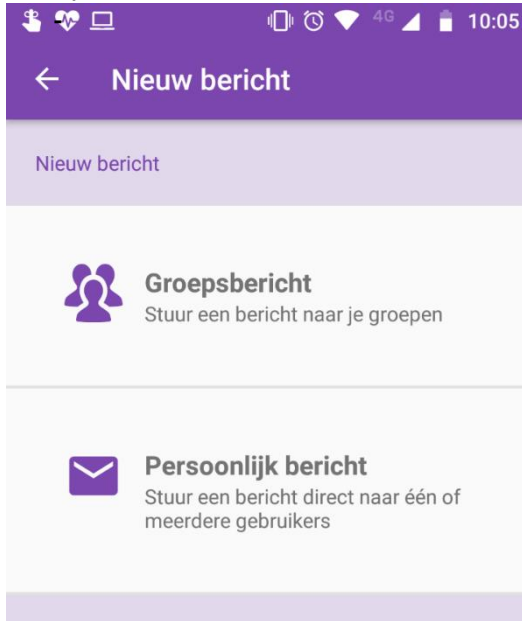 4G 10:05
Nieuw bericht
Nieuw bericht
Groepsbericht
Stuur een bericht naar je groepen
Persoonlijk bericht
Stuur een bericht direct naar één of
meerdere gebruikers